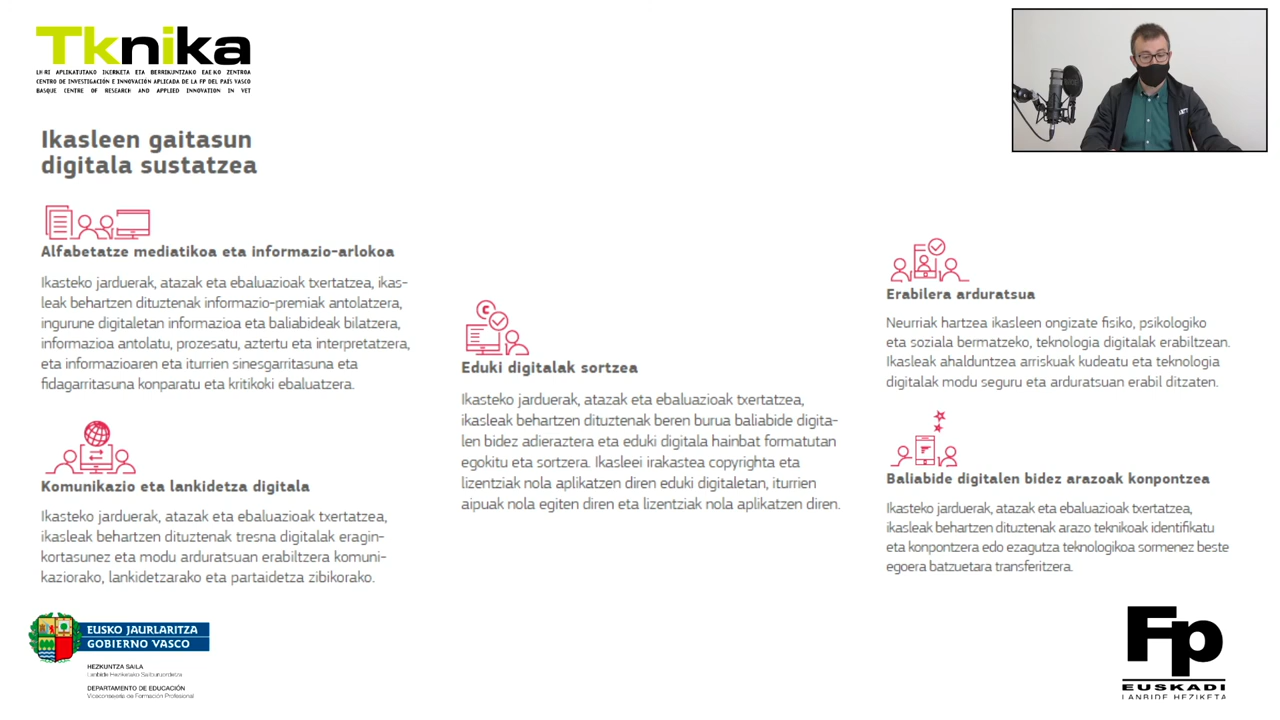 Tknika
LH-RI APLIKATUTAKO IKERKETA ETA BERRIKUNTZAKO EAEKO ZENTROA
CENTRO DE INVESTIGACIÓN E INNOVACIÓN APLICADA DE LA FP DEL PAÍS VASCO
BASQUE CENTRE OF RESEARCH AND APPLIED INNOVATION IN VET
Ikasleen gaitasun
digitala sustatzea
Alfabetatze mediatikoa eta informazio-arlokoa
Ikasteko jarduerak, atazak eta ebaluazioak txertatzea, ikas-
leak behartzen dituztenak informazio-premiak antolatzera,
ingurune digitaletan informazioa eta baliabideak bilatzera,
informazioa antolatu, prozesatu, aztertu eta interpretatzera,
eta informazioaren eta iturrien sinesgarritasuna eta
fidagarritasuna konparatu eta kritikoki ebaluatzera.
Komunikazio eta lankidetza digitala
Ikasteko jarduerak, atazak eta ebaluazioak txertatzea,
ikasleak behartzen dituztenak tresna digitalak eragin-
kortasunez eta modu arduratsuan erabiltzera komuni-
kaziorako, lankidetzarako eta partaidetza zibikorako.
C
Eduki digitalak sortzea
Ikasteko jarduerak, atazak eta ebaluazioak txertatzea,
ikasleak behartzen dituztenak beren burua baliabide digita-
len bidez adieraztera eta eduki digitala hainbat formatutan
egokitu eta sortzera. Ikasleei irakastea copyrighta eta
lizentziak nola aplikatzen diren eduki digitaletan, iturrien
aipuak nola egiten diren eta lizentziak nola aplikatzen diren.
Erabilera arduratsua
Neurriak hartzea ikasleen ongizate fisiko, psikologiko
eta soziala bermatzeko, teknologia digitalak erabiltzean.
Ikasleak ahalduntzea arriskuak kudeatu eta teknologia
digitalak modu seguru eta arduratsuan erabil ditzaten.
Baliabide digitalen bidez arazoak konpontzea
Ikasteko jarduerak, atazak eta ebaluazioak txertatzea,
ikasleak behartzen dituztenak arazo teknikoak identifikatu
eta konpontzera edo ezagutza teknologikoa sormenez beste
egoera batzuetara transferitzera.
EUSKO JAURLARITZA
GOBIERNO VASCO
HEZKUNTZA SAILA
Lanbide Heziketako Sailburuordetza
DEPARTAMENTO DE EDUCACIÓN
Viceconsejería de Formación Profesional
Fp
EUSKADI
LANBIDE HEZIKETA